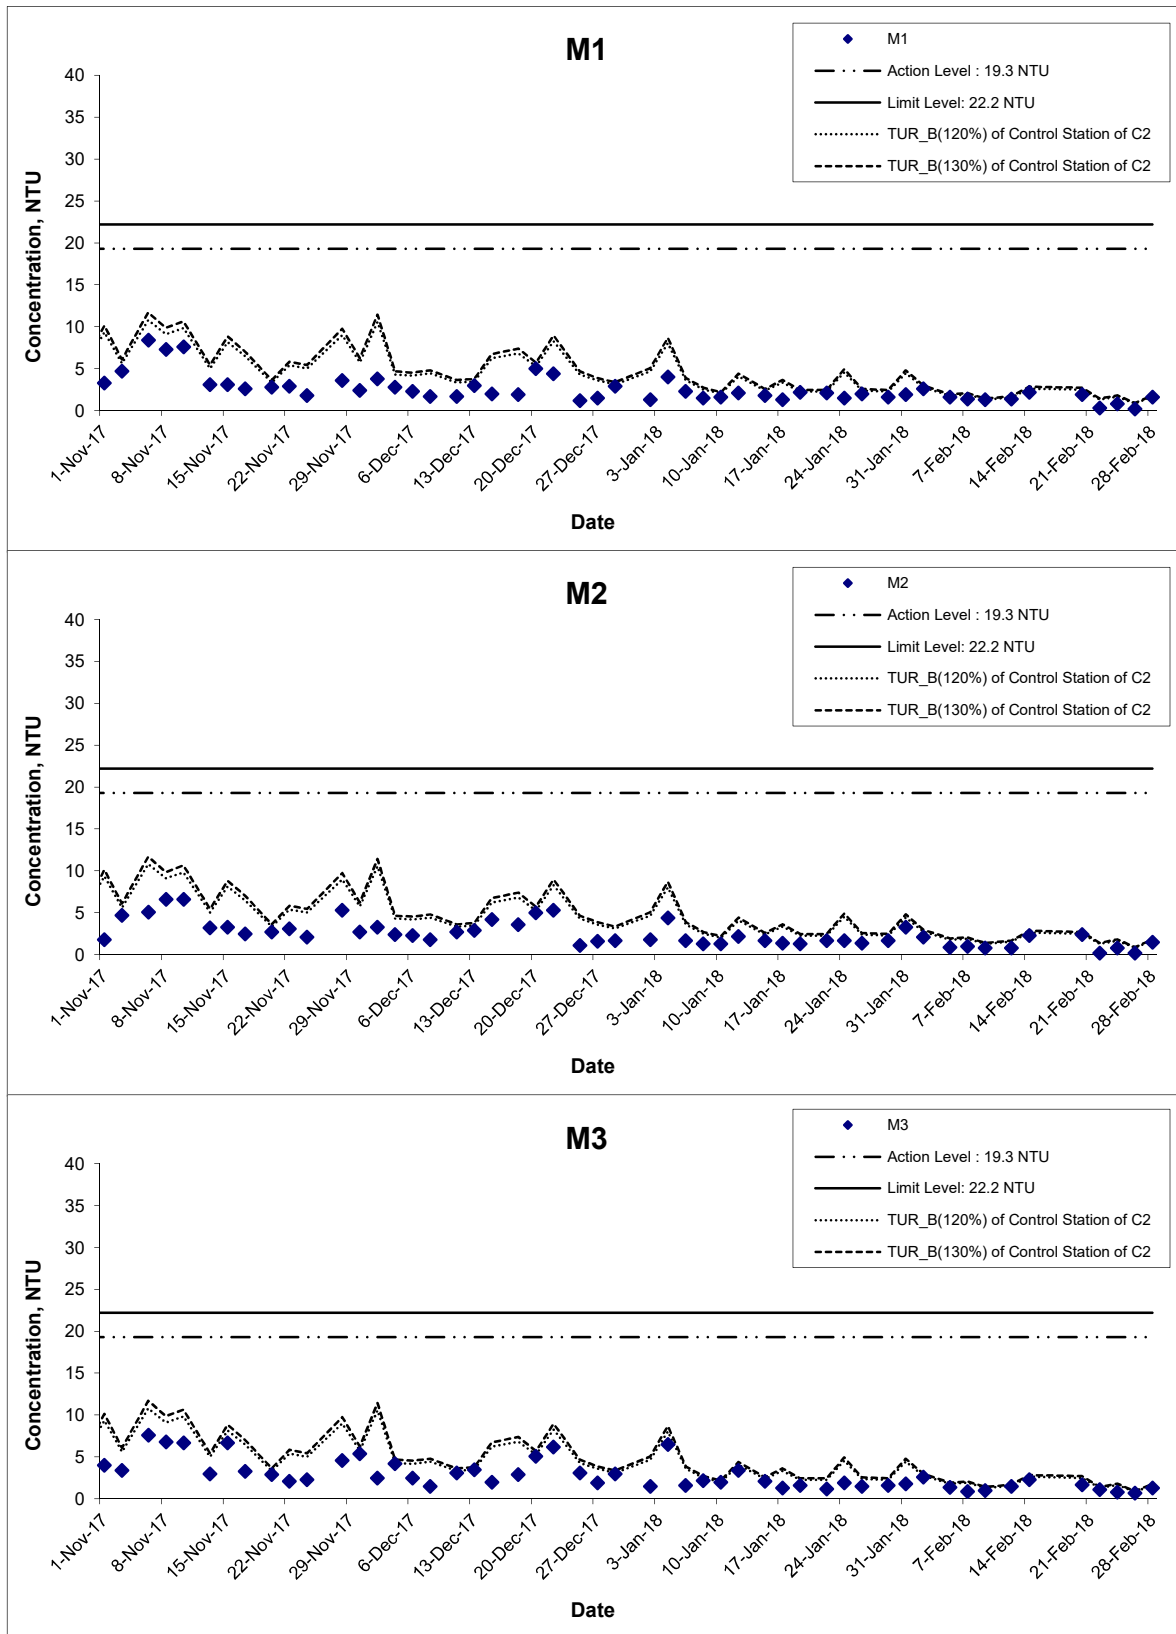 M1
M1
Action Level : 19.3 NTU
Limit Level: 22.2 NTU
TUR_B(120%) of Control Station of C2
TUR_B(130%) of Control Station of C2
Concentration, NTU
40
35
30
25
20
15
10
5
0
1-Nov-17
8-Nov-17
15-Nov-17
22-Nov-17
29-Nov-17
6-Dec-17
13-Dec-17
20-Dec-17
27-Dec-17
3-Jan-18
10-Jan-18
17-Jan-18
24-Jan-18
31-Jan-18
7-Feb-18
14-Feb-18
21-Feb-18
28-Feb-18
Date
M2
M2
Action Level : 19.3 NTU
Limit Level: 22.2 NTU
TUR_B(120%) of Control Station of C2
TUR_B(130%) of Control Station of C2
Concentration, NTU
40
35
30
25
20
15
10
5
0
1-Nov-17
8-Nov-17
15-Nov-17
22-Nov-17
29-Nov-17
6-Dec-17
13-Dec-17
20-Dec-17
27-Dec-17
3-Jan-18
10-Jan-18
17-Jan-18
24-Jan-18
31-Jan-18
7-Feb-18
14-Feb-18
21-Feb-18
28-Feb-18
Date
M3
M3
Action Level : 19.3 NTU
Limit Level: 22.2 NTU
TUR_B(120%) of Control Station of C2
TUR_B(130%) of Control Station of C2
Concentration, NTU
40
35
30
25
20
15
10
5
0
1-Nov-17
8-Nov-17
15-Nov-17
22-Nov-17
29-Nov-17
6-Dec-17
13-Dec-17
20-Dec-17
27-Dec-17
3-Jan-18
10-Jan-18
17-Jan-18
24-Jan-18
31-Jan-18
7-Feb-18
14-Feb-18
21-Feb-18
28-Feb-18
Date